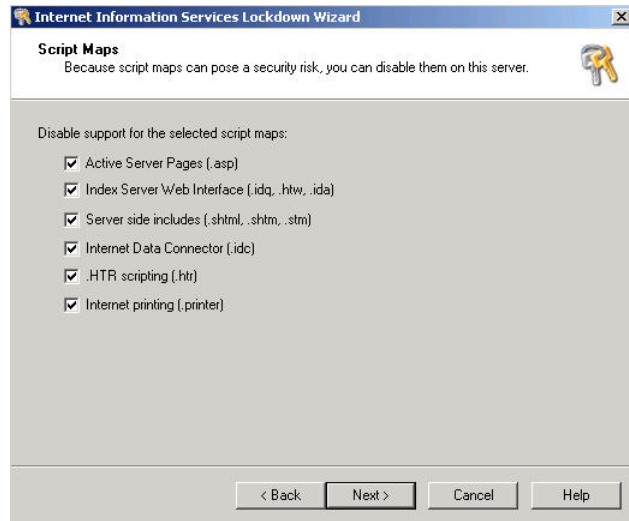 Internet Information Services Lockdown Wizard
Script Maps
Because script maps can pose a security risk, you can disable them on this server.
Disable support for the selected script maps:
Active Server Pages (.asp)
Index Server Web Interface (.idq, .htw, .ida)
Server side includes (.shtml, .shtm, .stm)
Internet Data Connector (.idc)
.HTR scripting (.htr)
Internet printing (.printer)
< Back Next > Cancel Help